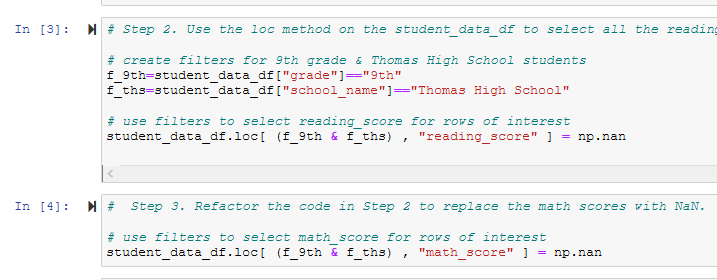 In [3]:
# Step 2. Use the loc method on the student_data_df to select all the reading
# create filters for 9th grade & Thomas High School students
f_9th=student_data_df["grade"]=="9th"
f_ths=student_data_df["school_name"]=="Thomas High School"
# use filters to select reading_score for rows of interest
student_data_df.loc[ (f_9th & f_ths) , "reading_score" ] = np.nan
In [4]:
#  Step 3. Refactor the code in Step 2 to replace the math scores with NaN.
# use filters to select math_score for rows of interest
student_data_df.loc[ (f_9th & f_ths) , "math_score" ] = np.nan